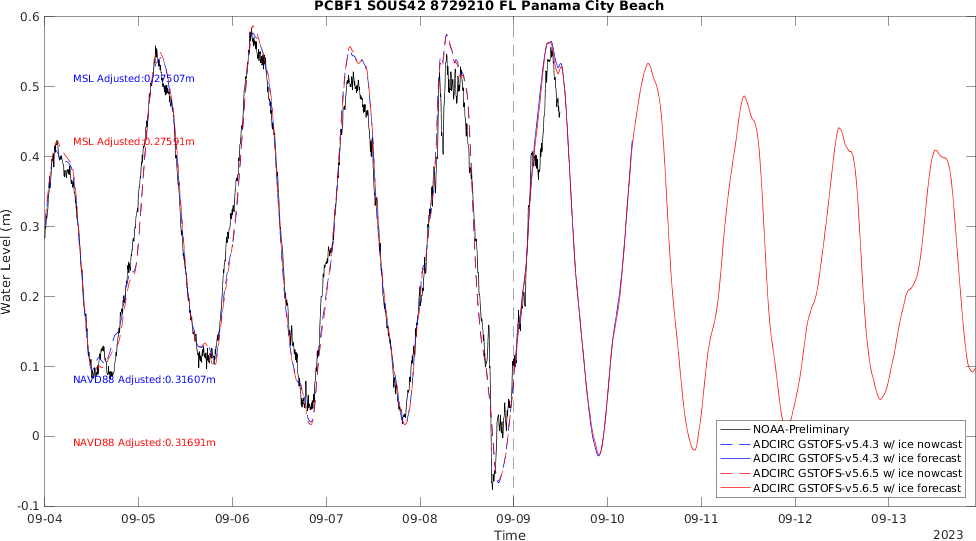 PCBF1 SOUS42 8729210 FL Panama City Beach
0.6
0.5
0.4
0.3
0.2
0.1
0
-0.1
Water Level (m)
MSL Adjusted:0.27507m
MSL Adjusted:0.27591m
NAVD88 Adjusted:0.31607m
NAVD88 Adjusted:0.31691m
NOAA-Preliminary
ADCIRC GSTOFS-v5.4.3 w/ ice nowcast
ADCIRC GSTOFS-v5.4.3 w/ ice forecast
ADCIRC GSTOFS-v5.6.5 w/ ice nowcast
ADCIRC GSTOFS-v5.6.5 w/ ice forecast
09-04 09-05 09-06 09-07 09-08 09-09 09-10 09-11 09-12 09-13
Time
2023